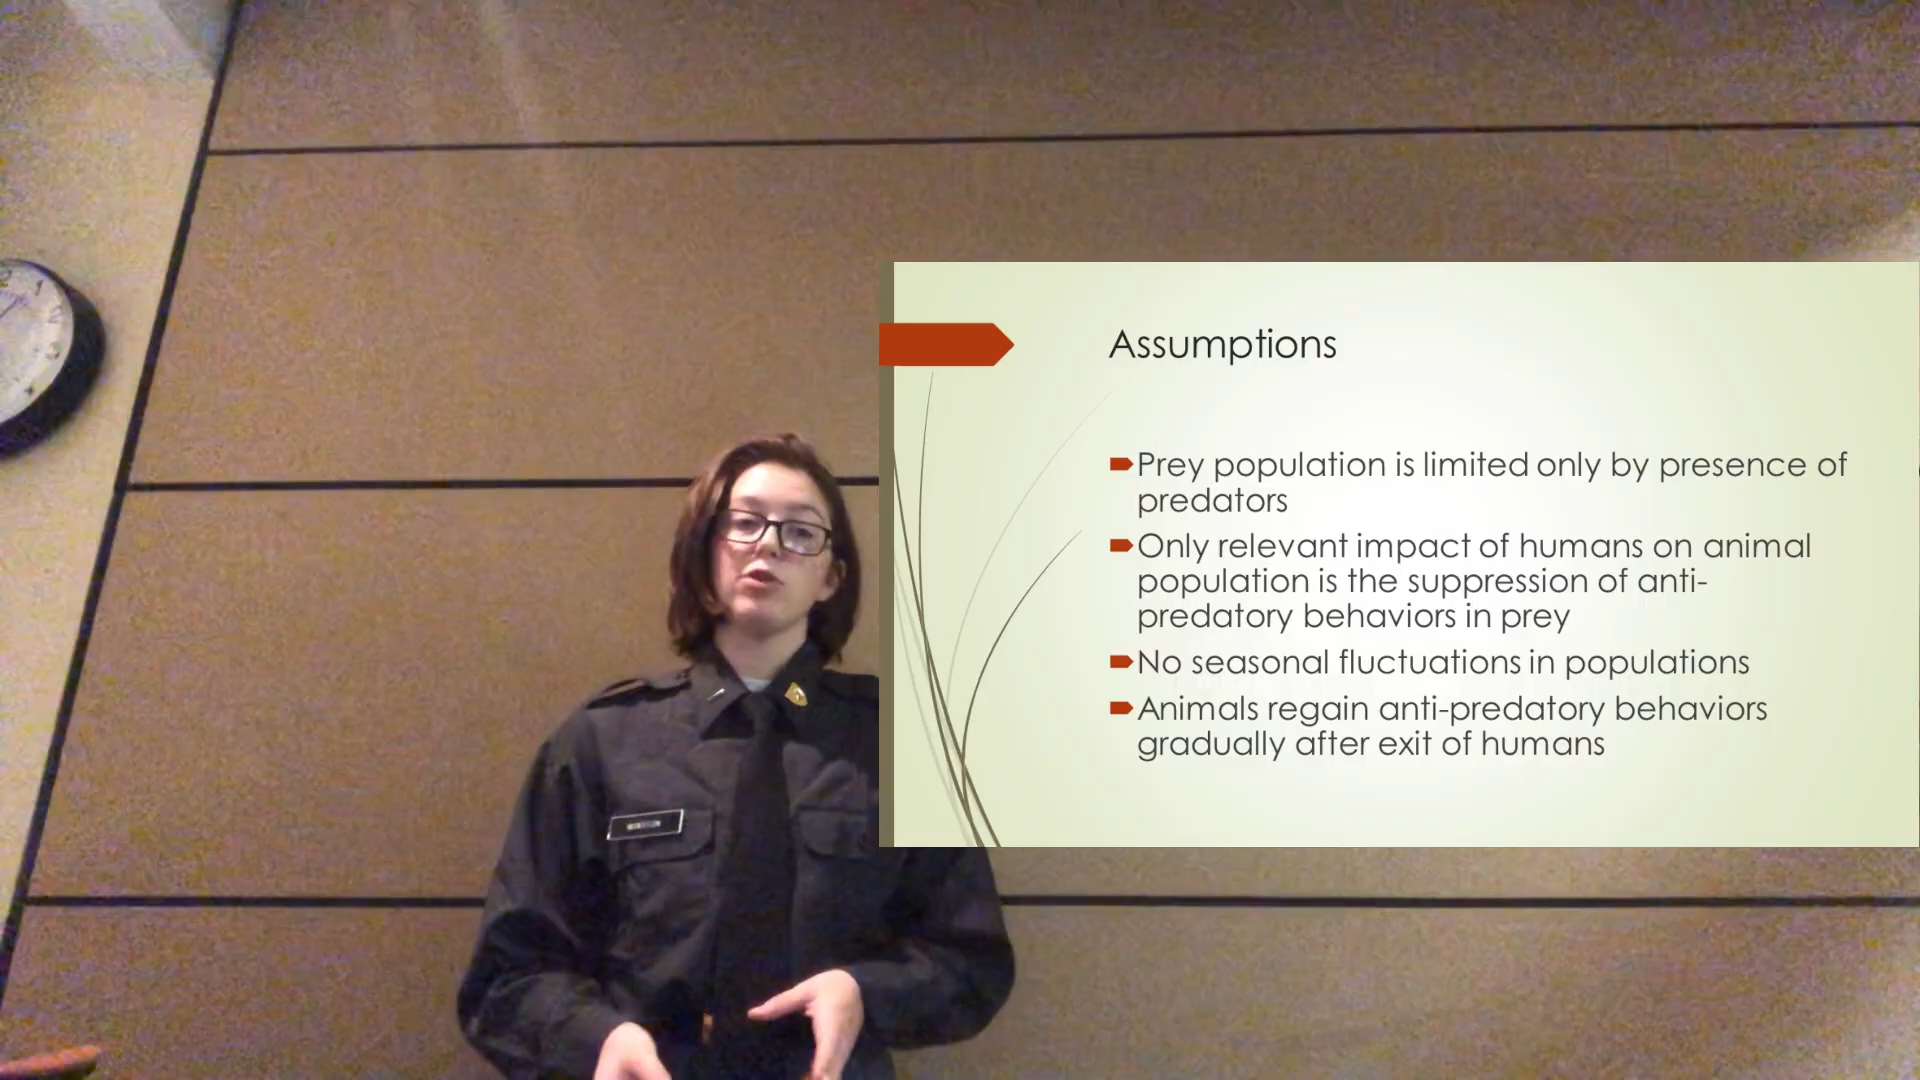 Assumptions
Prey population is limited only by presence of
predators
Only relevant impact of humans on animal
population is the suppression of anti-
predatory behaviors in prey
No seasonal fluctuations in populations
Animals regain anti-predatory behaviors
gradually after exit of humans